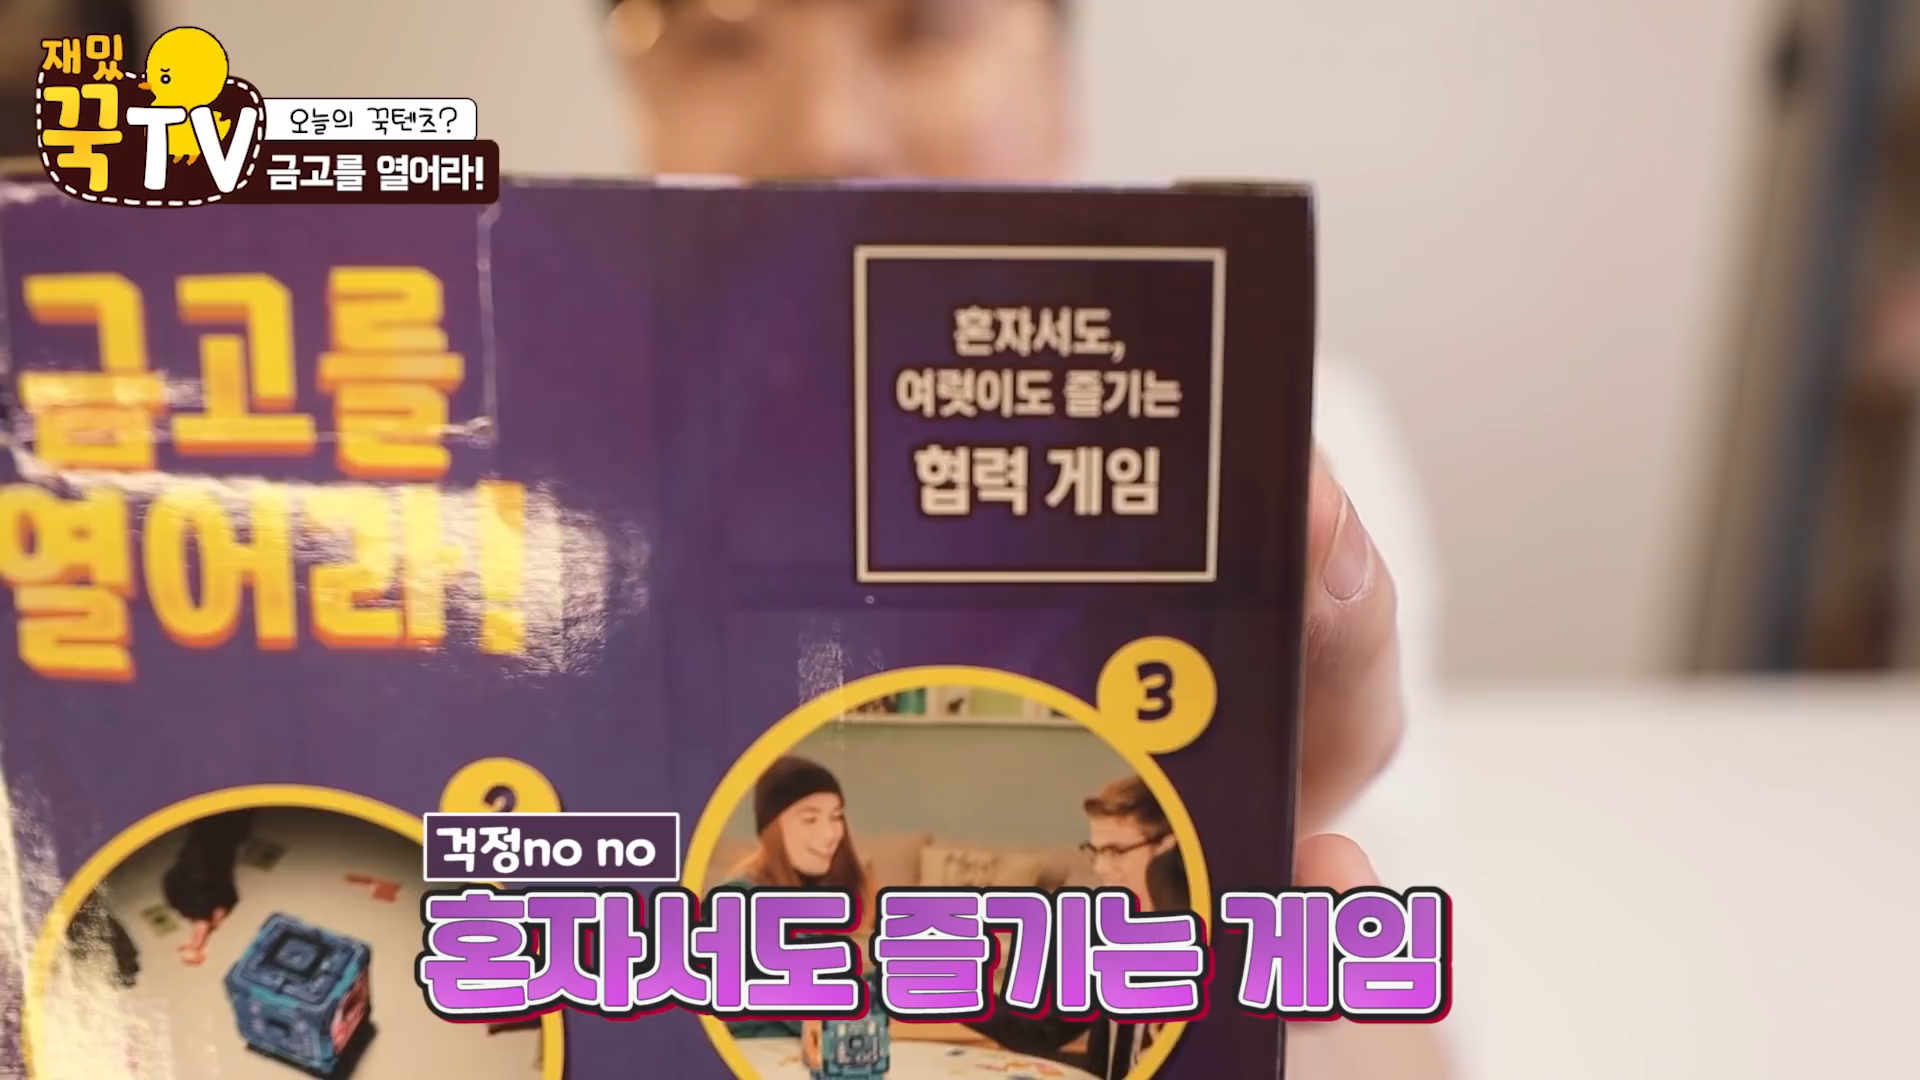 재밌
꾹TV
오늘의 꾹텐츠?
금고를 열어라!
금고를
열어라!
혼자서도,
여럿이도 즐기는
협력 게임
3
2
걱정no no
혼자서도 즐기는 게임